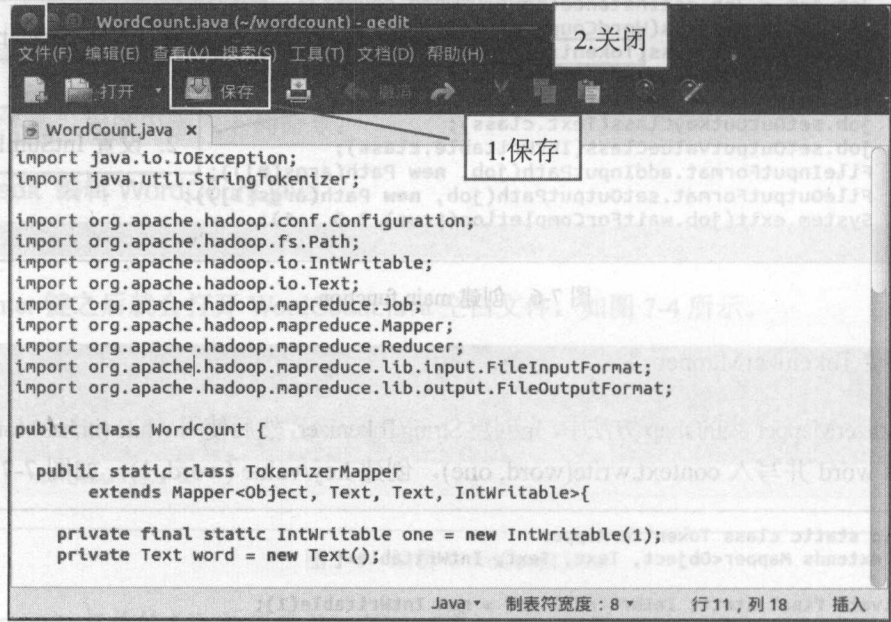 WordCount.java (~/wordcount) - gedit
文件(F) 编辑(E) 查看(V) 搜索(S) 工具(T) 文档(D) 帮助(H)
2.关闭
打开 保存 撤消
WordCount.java ×
1.保存
import java.io.IOException;
import java.util.StringTokenizer;
import org.apache.hadoop.conf.Configuration;
import org.apache.hadoop.fs.Path;
import org.apache.hadoop.io.IntWritable;
import org.apache.hadoop.io.Text;
import org.apache.hadoop.mapreduce.Job;
import org.apache.hadoop.mapreduce.Mapper;
import org.apache.hadoop.mapreduce.Reducer;
import org.apache.hadoop.mapreduce.lib.input.FileInputFormat;
import org.apache.hadoop.mapreduce.lib.output.FileOutputFormat;
public class WordCount {
public static class TokenizerMapper
extends Mapper<Object, Text, Text, IntWritable>{
private final static IntWritable one = new IntWritable(1);
private Text word = new Text();
Java 制表符宽度：8 行 11，列 18 插入